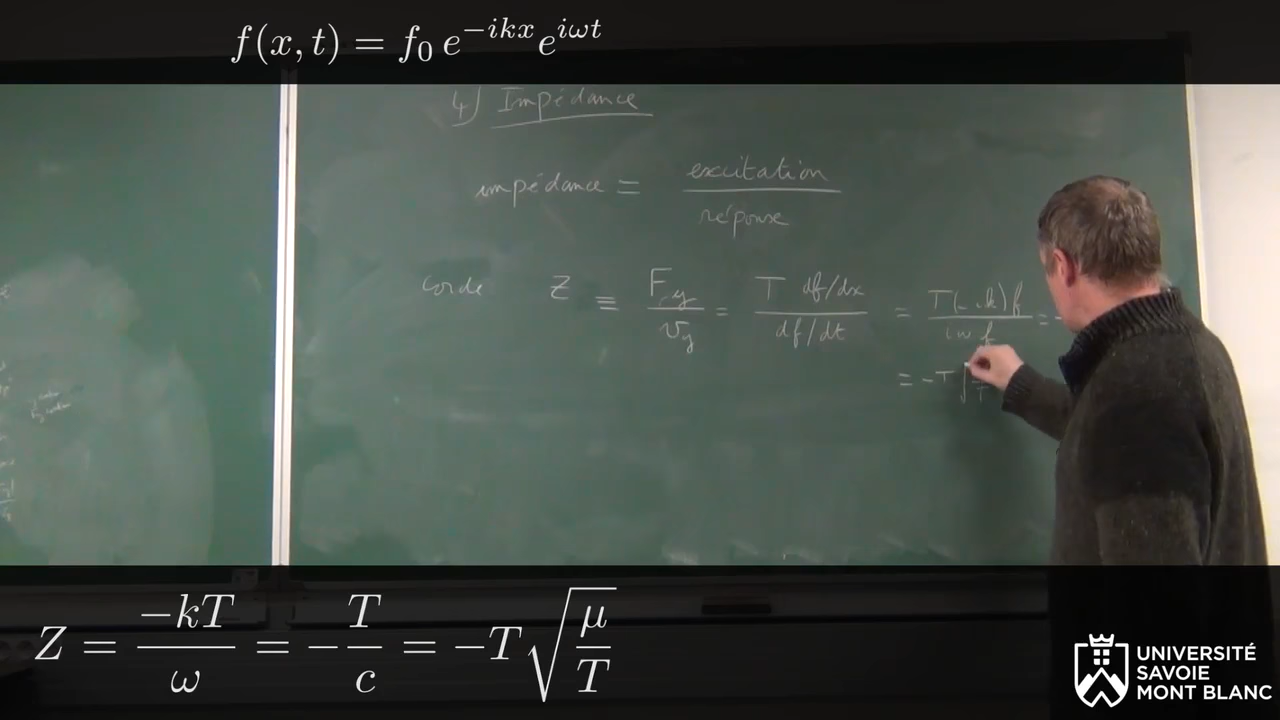 f(x, t) = f₀ e^{-ikx} e^{iωt}
4) Impédance
impédance = excitation / réponse
corde Z ≡ F_y / v_y = T df/dx / df/dt = T(-ik)f / iωf =
= -T √
Z = -kT / ω = - T / c = -T √(μ / T)
UNIVERSITÉ
SAVOIE
MONT BLANC